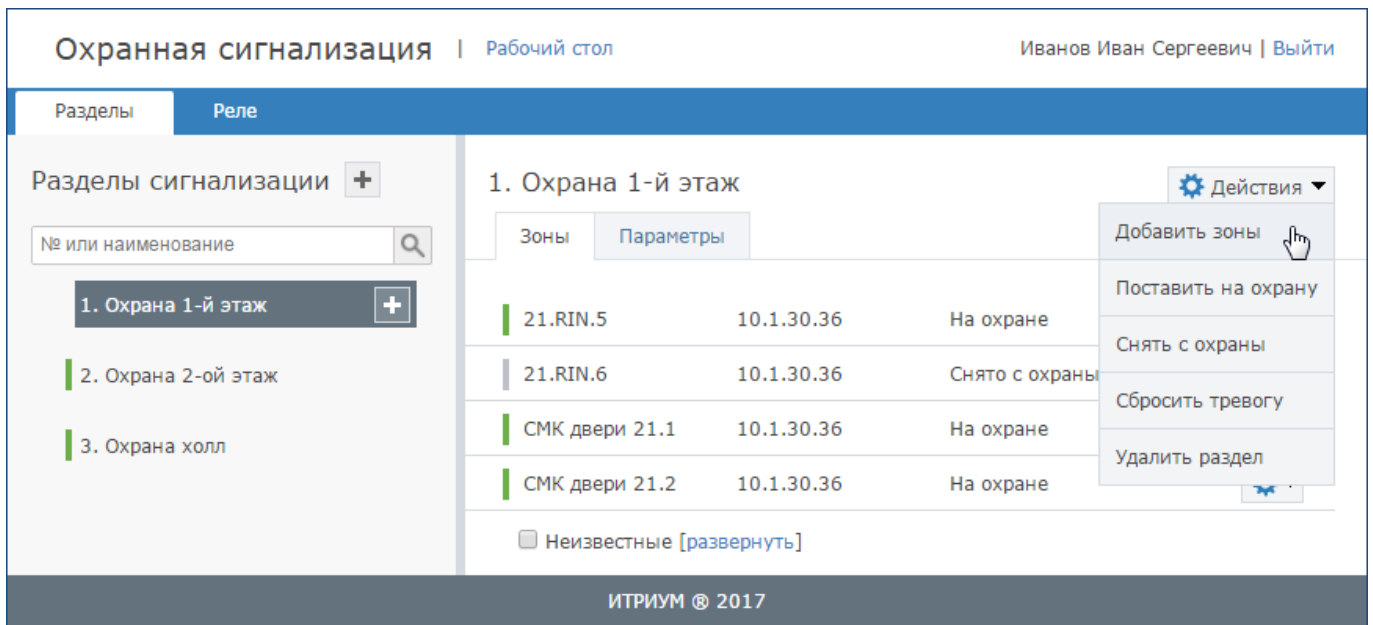 Охранная сигнализация | Рабочий стол Иванов Иван Сергеевич | Выйти
Разделы Реле
Разделы сигнализации
№ или наименование
1. Охрана 1-й этаж
2. Охрана 2-ой этаж
3. Охрана холл
1. Охрана 1-й этаж
Действия
Зоны Параметры
Добавить зоны
Поставить на охрану
Снять с охраны
Сбросить тревогу
Удалить раздел
21.RIN.5 10.1.30.36 На охране
21.RIN.6 10.1.30.36 Снято с охраны
СМК двери 21.1 10.1.30.36 На охране
СМК двери 21.2 10.1.30.36 На охране
Неизвестные [развернуть]
ИТРИУМ ® 2017